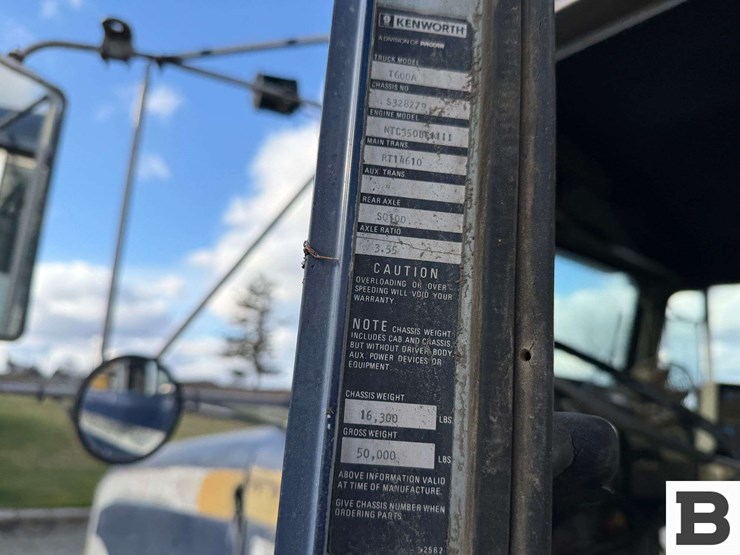 KENWORTH
A DIVISION OF PACCAR
TRUCK MODEL
T600A
CHASSIS NO
S328779
ENGINE MODEL
MAIN TRANS.
RT14610
AUX. TRANS
REAR AXLE
SQ100
AXLE RATIO
3.55
CAUTION
OVERLOADING OR OVER-
SPEEDING WILL VOID YOUR
WARRANTY.
NOTE CHASSIS WEIGHT
INCLUDES CAB AND CHASSIS,
BUT WITHOUT DRIVER, BODY
AUX. POWER DEVICES OR
EQUIPMENT.
CHASSIS WEIGHT
16,300 LBS
GROSS WEIGHT
50,000 LBS
ABOVE INFORMATION VALID
AT TIME OF MANUFACTURE.
GIVE CHASSIS NUMBER WHEN
ORDERING PARTS
B